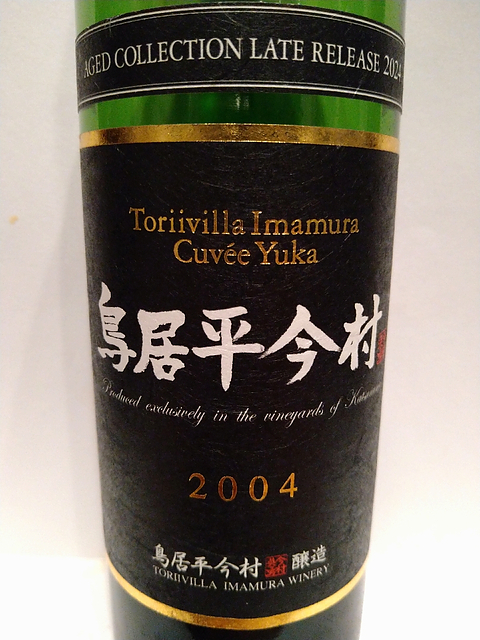 AGED COLLECTION LATE RELEASE 2024
Toriivilla Imamura
Cuvée Yuka
鳥居平今村
Produced exclusively in the vineyards of
2004
鳥居平今村 醸造
TORIIVILLA IMAMURA WINERY